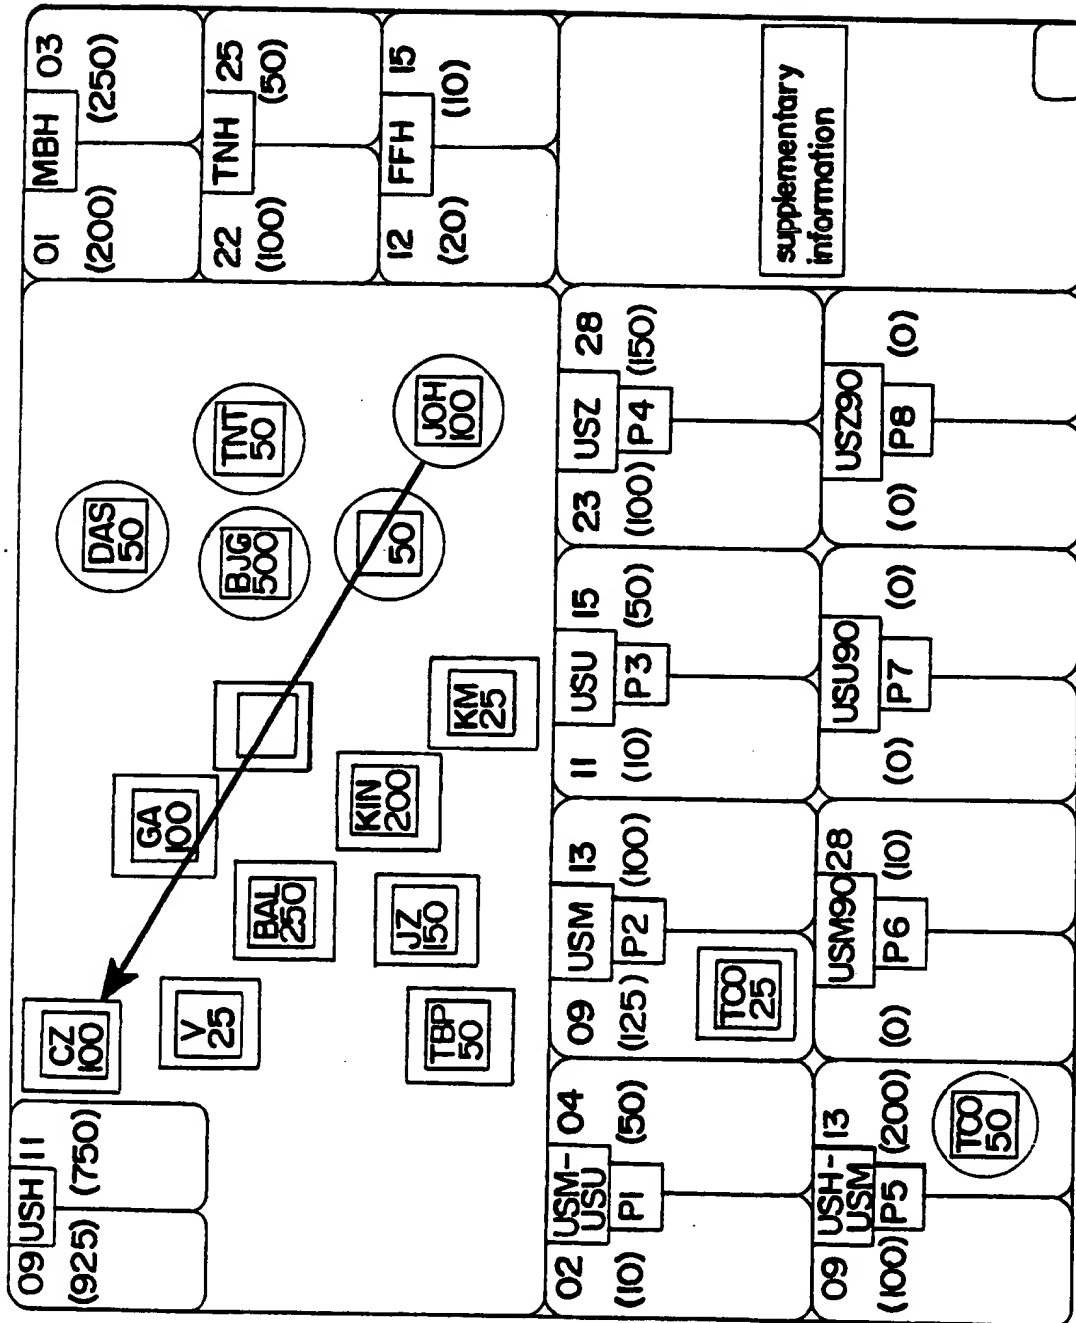 09 USH 11
(925) (750)
CZ
100
V
25
TBP
50
GA
100
BAL
250
JZ
150
KIN
200
KM
25
DAS
50
BJG
500
TNT
50
50
JOH
100
01 MBH 03
(200) (250)
22 TNH 25
(100) (50)
12 FFH 15
(20) (10)
02 USM-
USU 04
(10) P1 (50)
09 USM 13
(125) P2 (100)
TCO
25
11 USU 15
(10) P3 (50)
23 USZ 28
(100) P4 (150)
09 USH-
USM 13
(100) P5 (200)
TCO
50
USM90 28
(0) P6 (10)
USU90
(0) P7 (0)
USZ90
(0) P8 (0)
supplementary
information